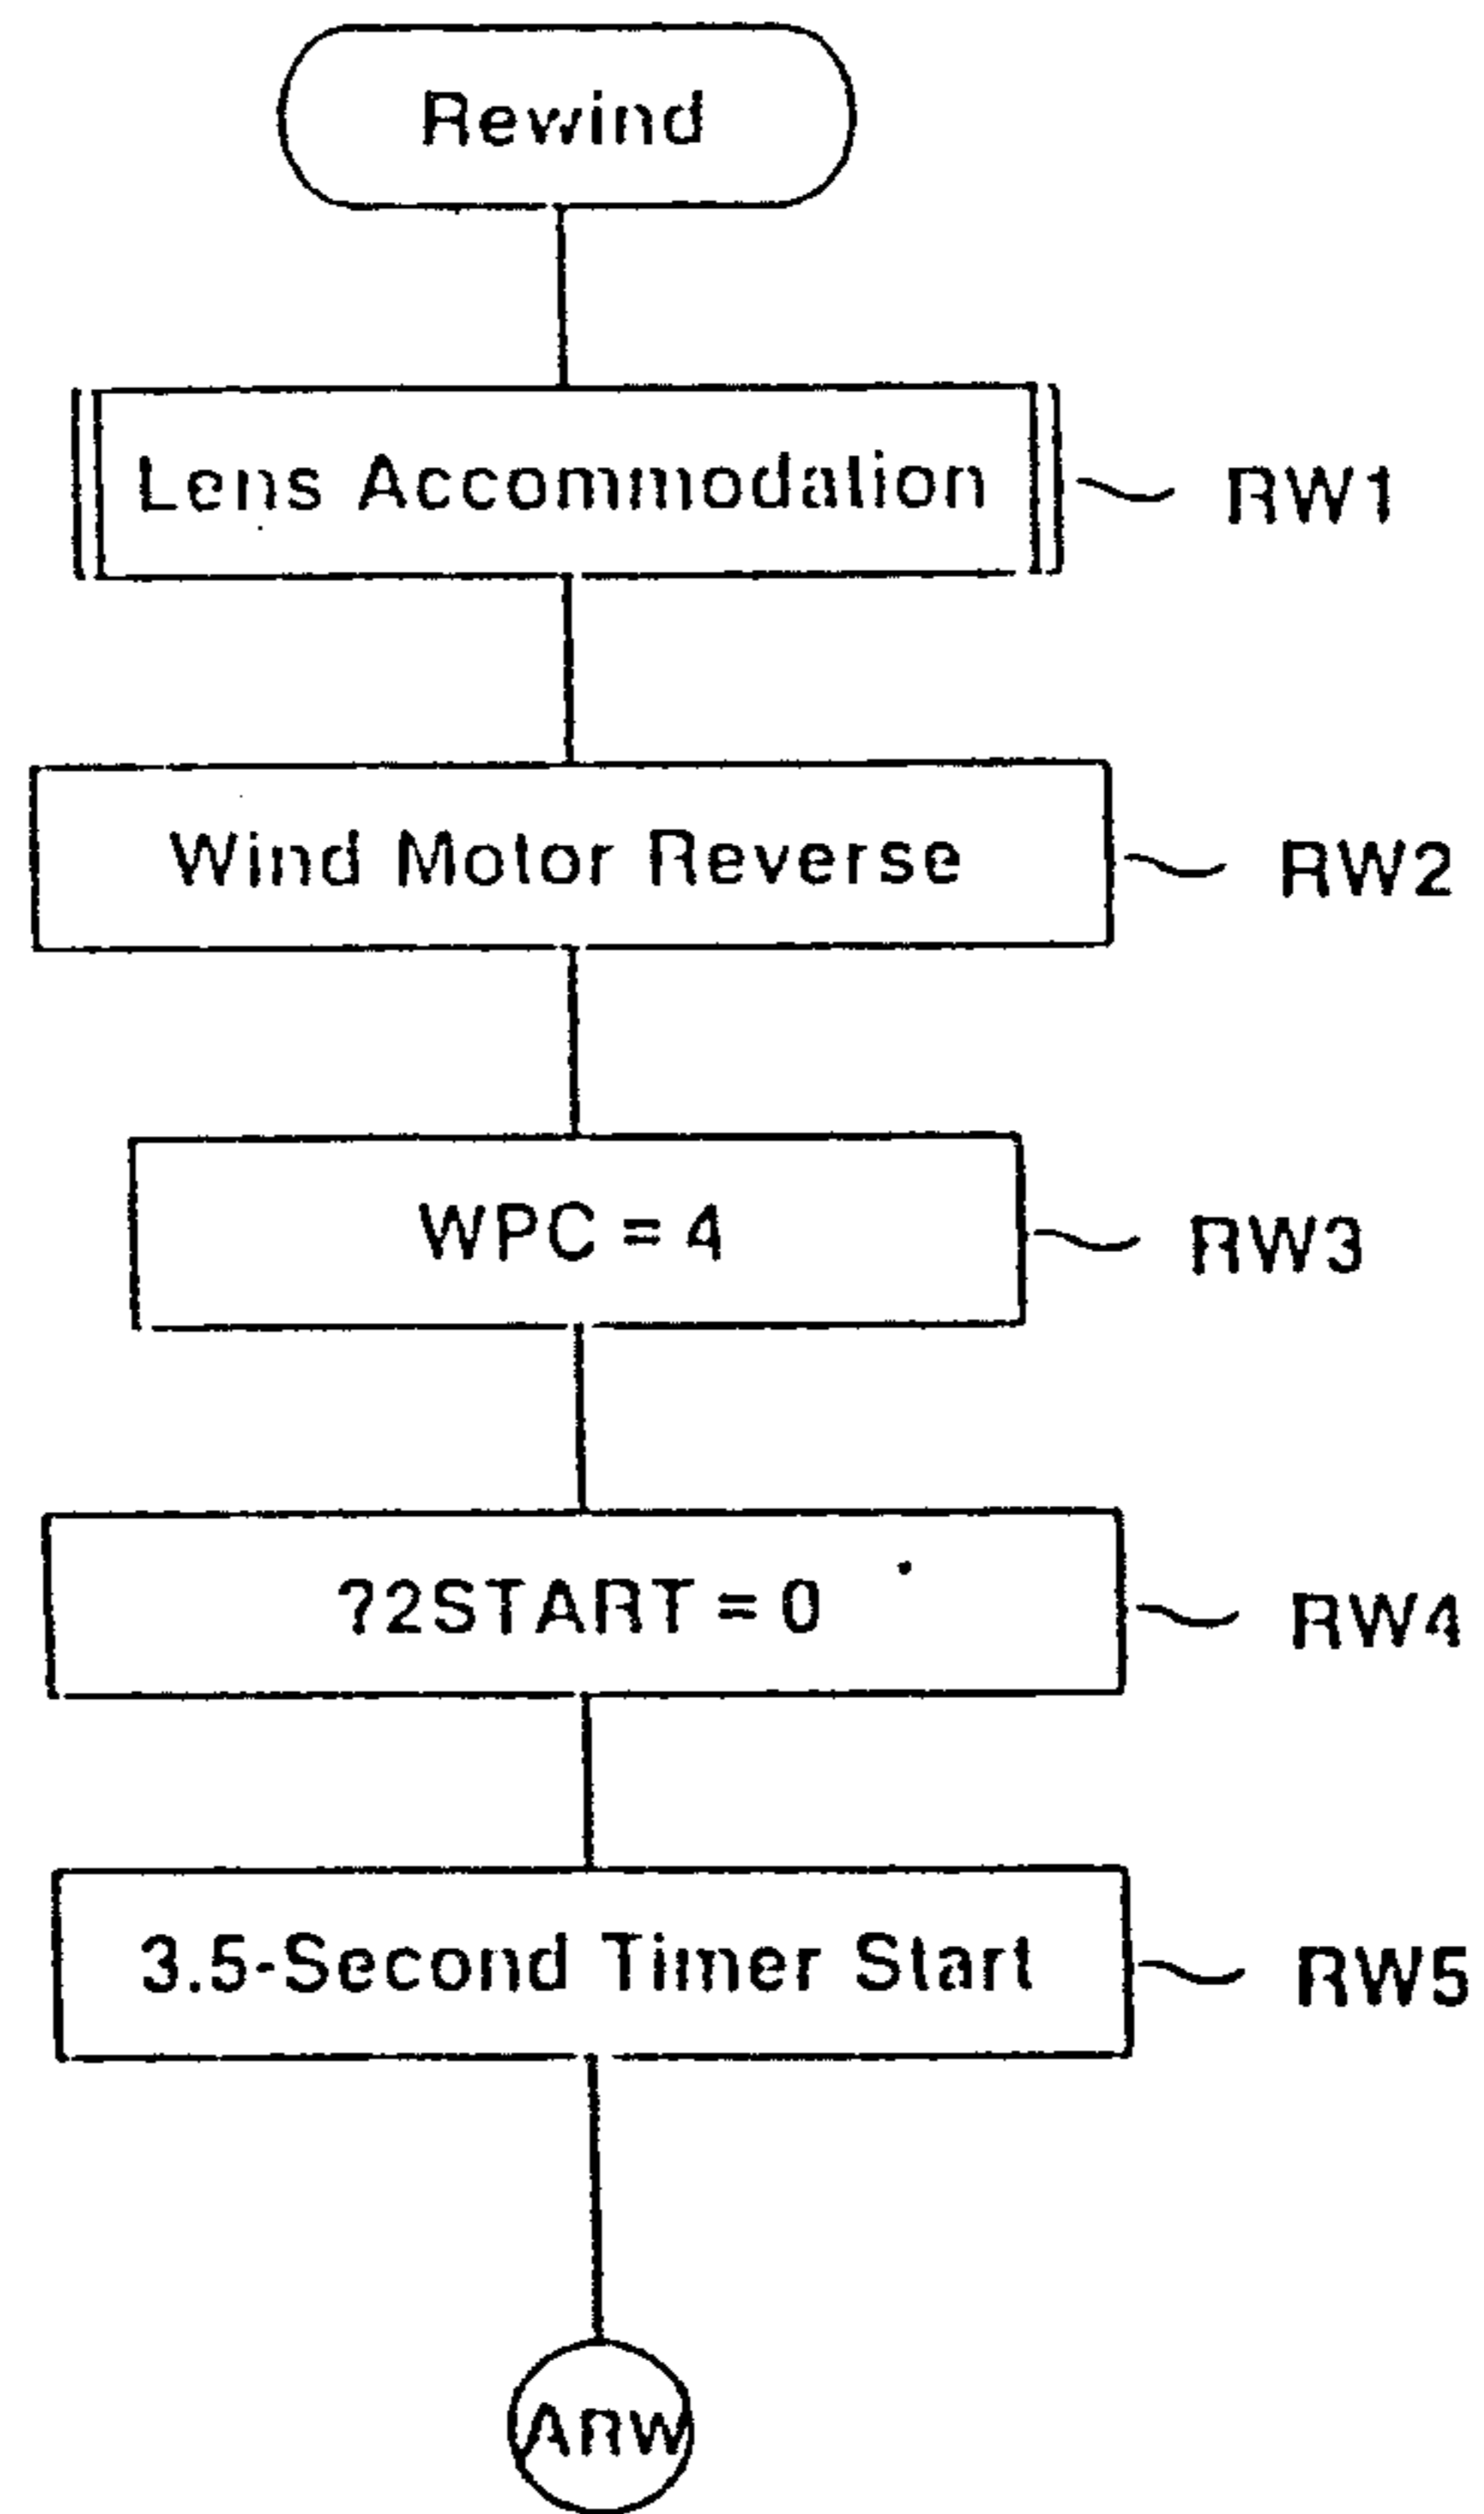 Rewind
Lens Accommodation RW1
Wind Motor Reverse RW2
WPC = 4 RW3
?2START = 0 RW4
3.5-Second Timer Start RW5
ARW